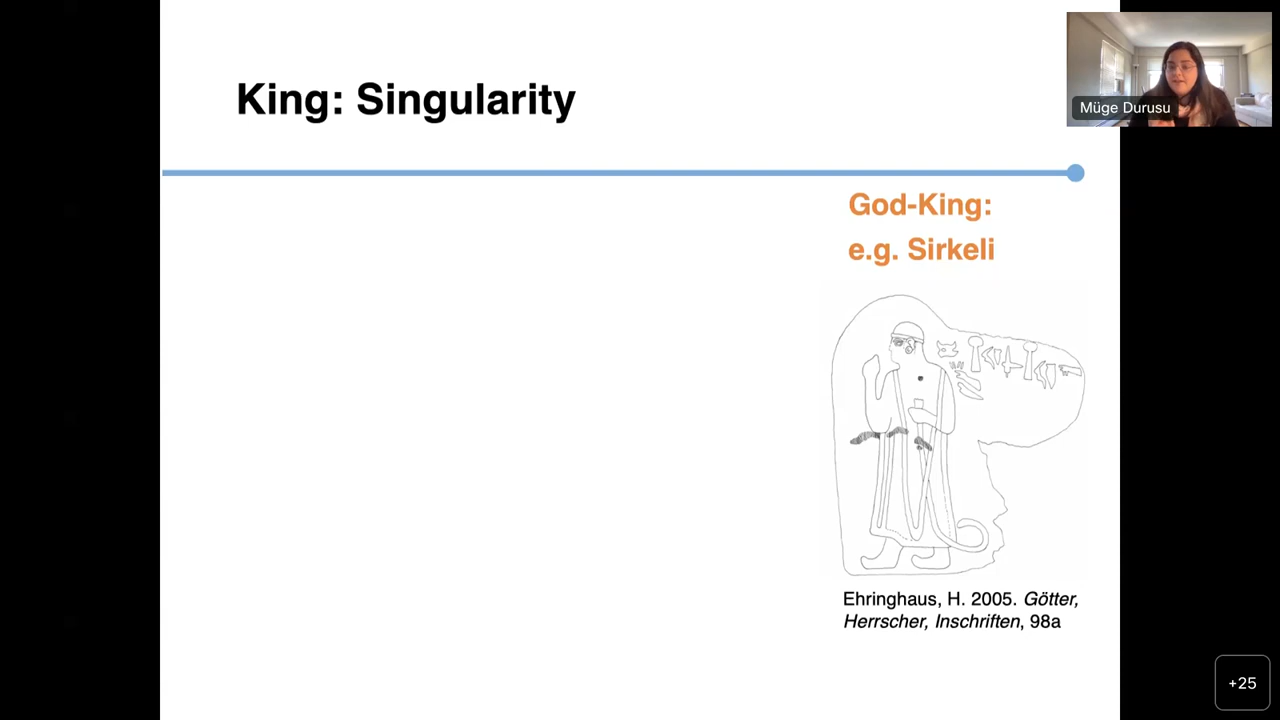 King: Singularity
Müge Durusu
God-King:
e.g. Sirkeli
Ehringhaus, H. 2005. Götter,
Herrscher, Inschriften, 98a
+25